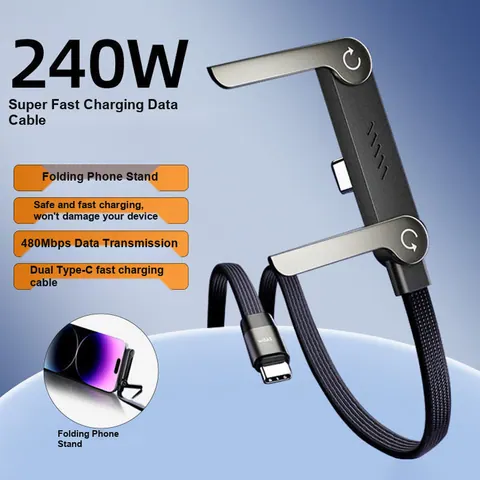 240W
Super Fast Charging Data
Cable
Folding Phone Stand
Safe and fast charging,
won't damage your device
480Mbps Data Transmission
Dual Type-C fast charging
cable
Folding Phone
Stand